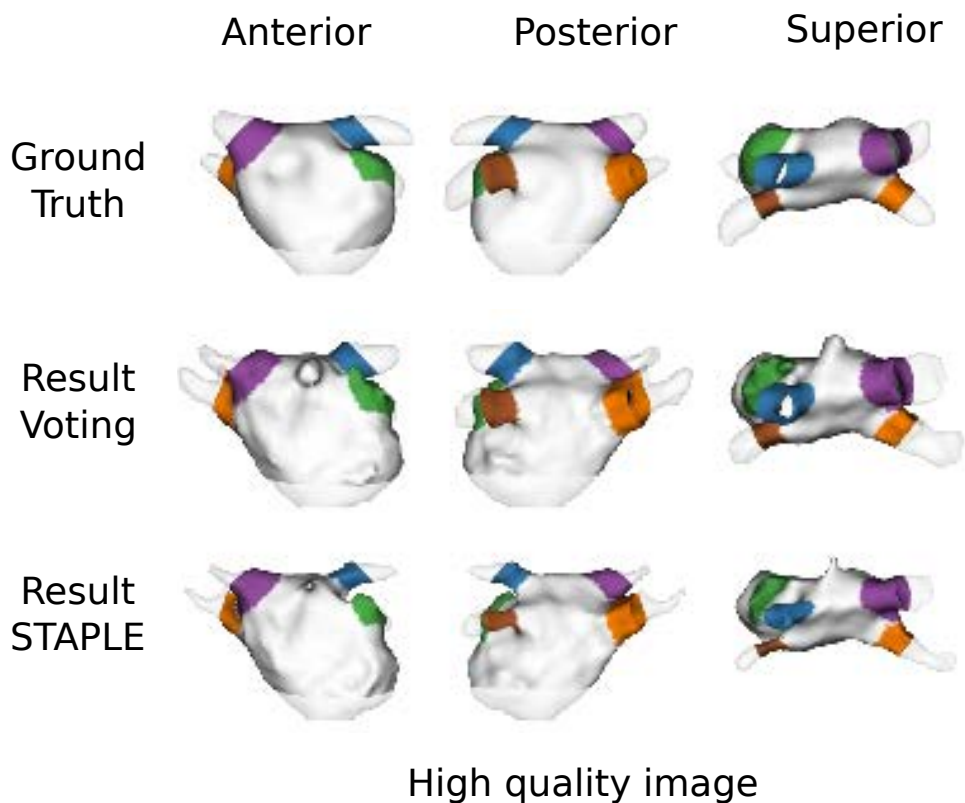 Anterior Posterior Superior
Ground
Truth
Result
Voting
Result
STAPLE
High quality image